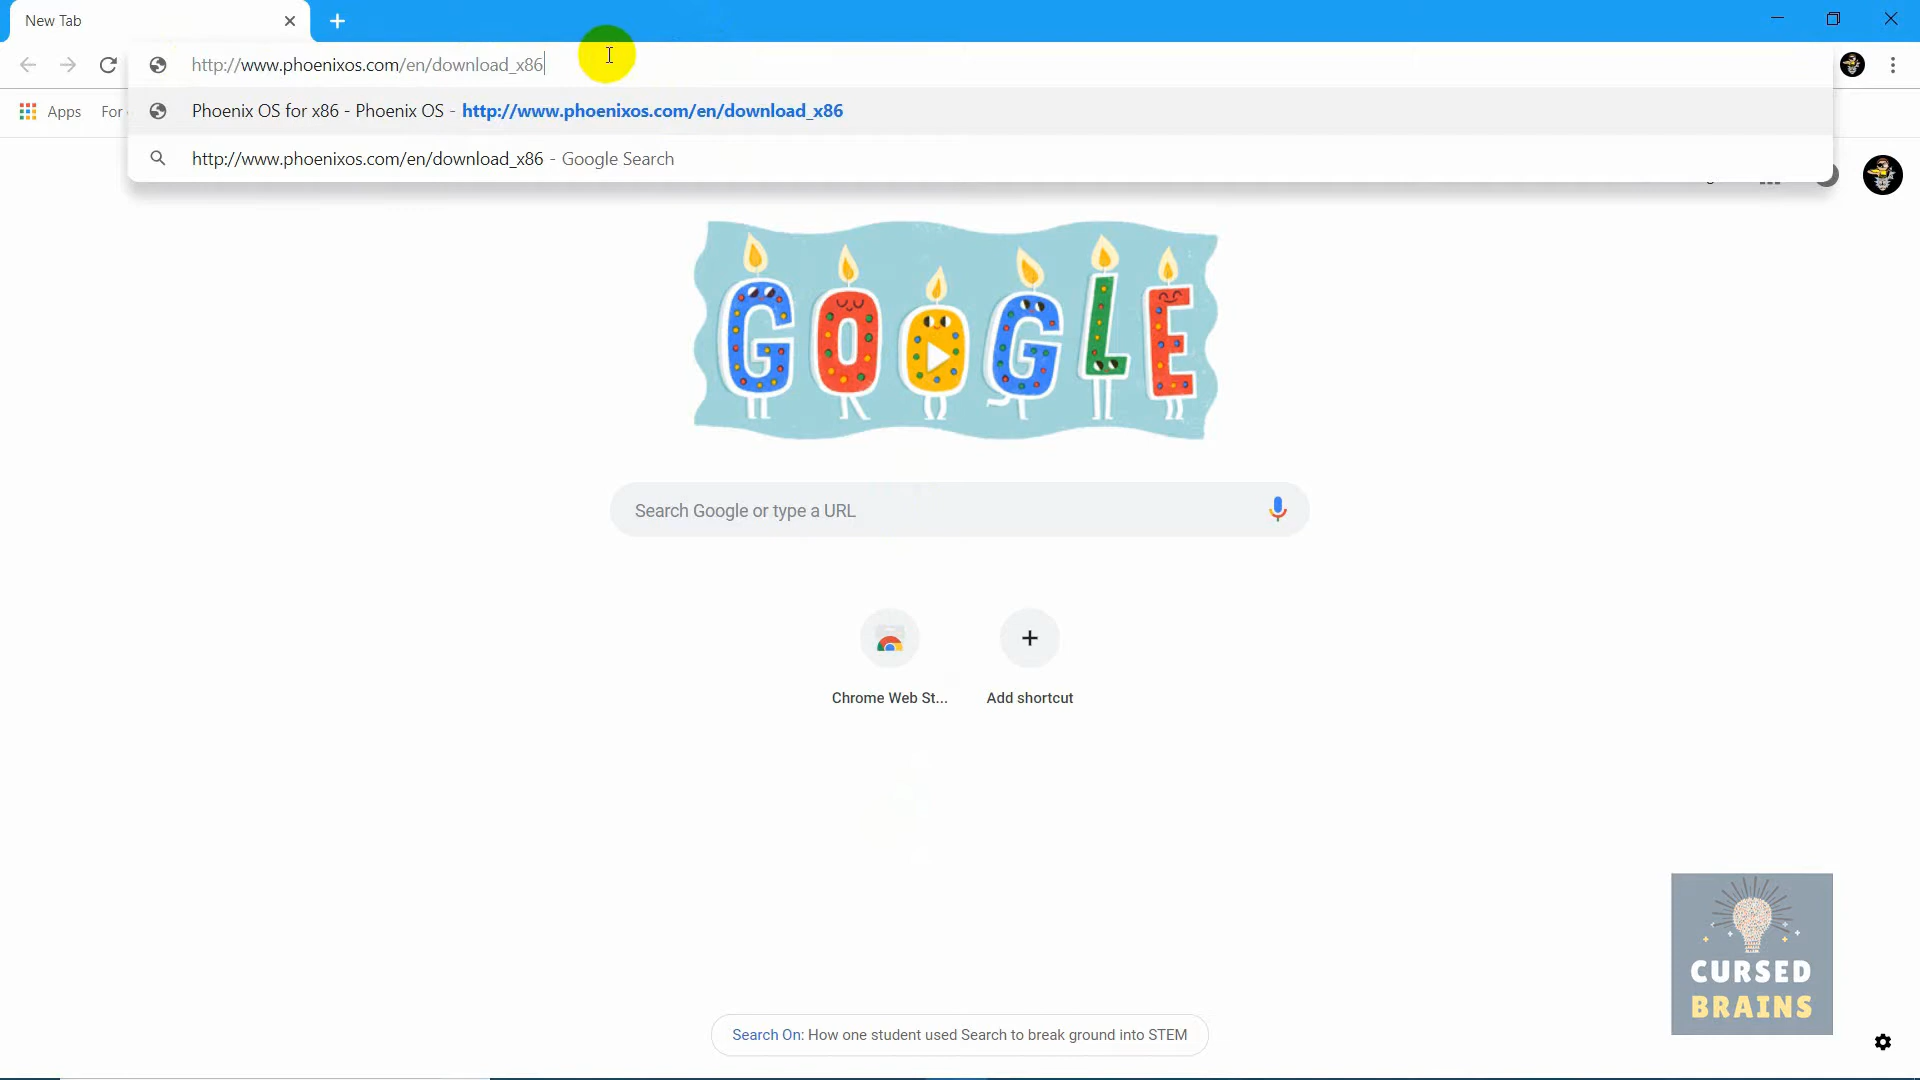 New Tab
http://www.phoenixos.com/en/download_x86
Phoenix OS for x86 - Phoenix OS - http://www.phoenixos.com/en/download_x86
Apps For
http://www.phoenixos.com/en/download_x86 - Google Search
GOOGLE
Search Google or type a URL
Chrome Web St...
Add shortcut
CURSED
BRAINS
Search On: How one student used Search to break ground into STEM